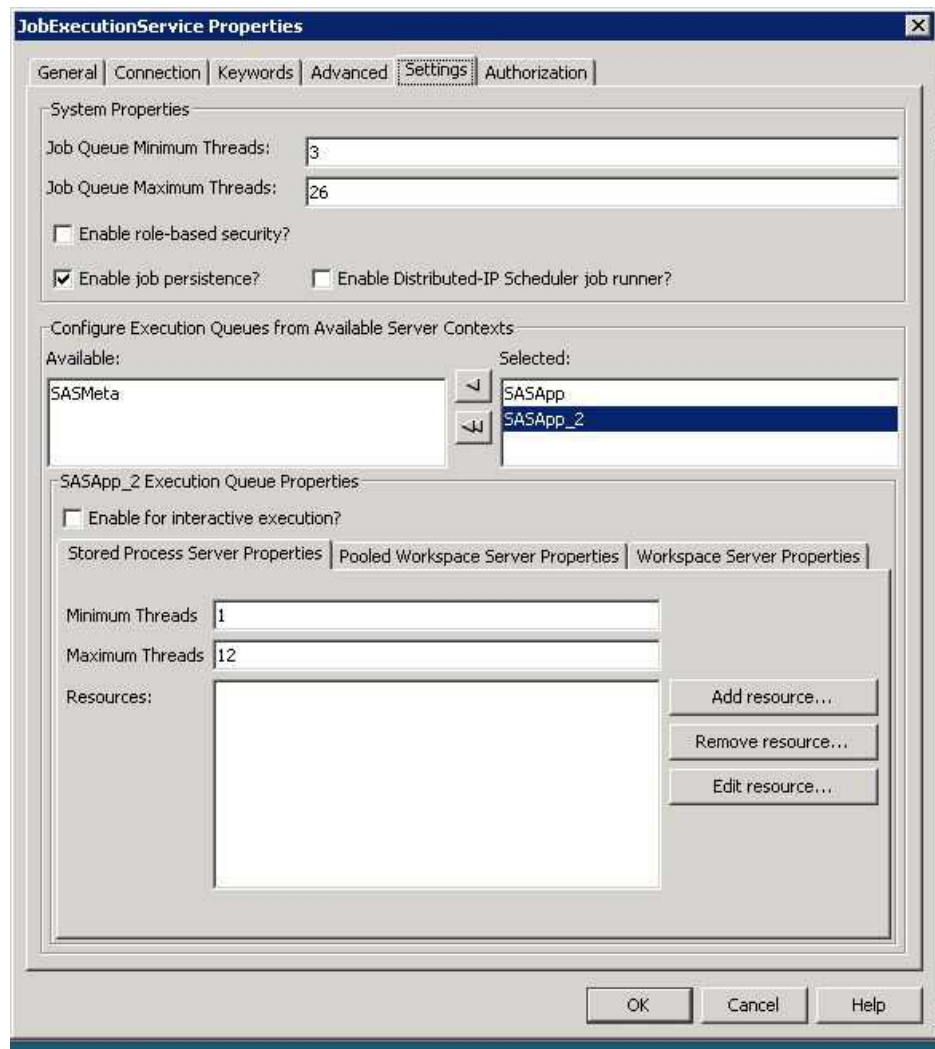 JobExecutionService Properties
General Connection Keywords Advanced Settings Authorization
System Properties
Job Queue Minimum Threads: 3
Job Queue Maximum Threads: 26
Enable role-based security?
Enable job persistence? Enable Distributed-IP Scheduler job runner?
Configure Execution Queues from Available Server Contexts
Available: Selected:
SASMeta SASApp
SASApp_2
SASApp_2 Execution Queue Properties
Enable for interactive execution?
Stored Process Server Properties Pooled Workspace Server Properties Workspace Server Properties
Minimum Threads 1
Maximum Threads 12
Resources: Add resource...
Remove resource...
Edit resource...
OK Cancel Help